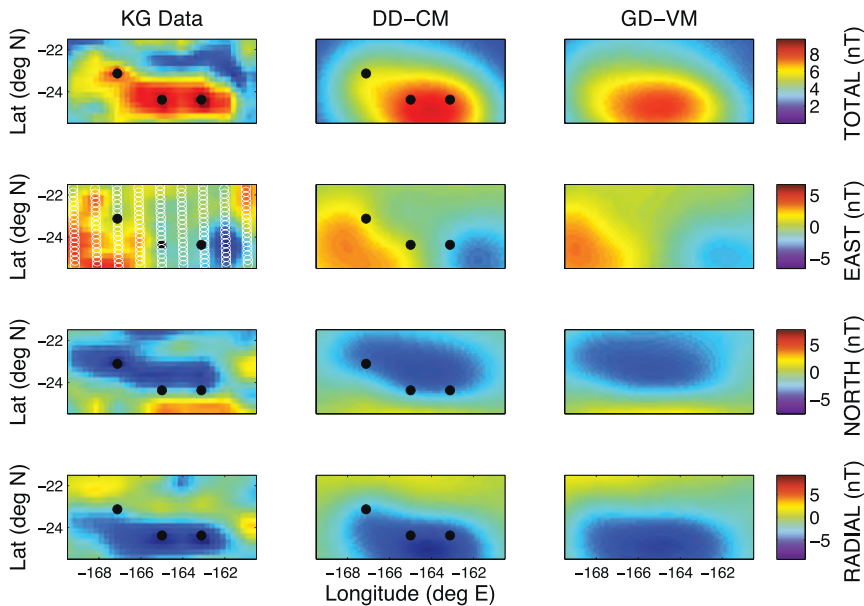 KG Data DD−CM GD−VM
Lat (deg N)
−22
−24
8
6
4
2
TOTAL (nT)
Lat (deg N)
−22
−24
5
0
−5
EAST (nT)
Lat (deg N)
−22
−24
5
0
−5
NORTH (nT)
Lat (deg N)
−22
−24
5
0
−5
RADIAL (nT)
−168 −166 −164 −162 −168 −166 −164 −162 −168 −166 −164 −162
Longitude (deg E)